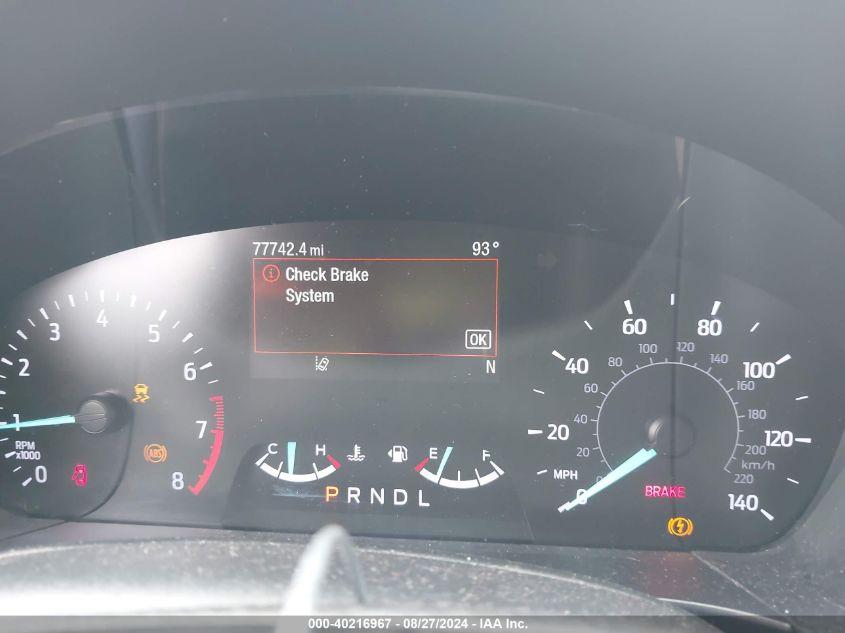 77742.4 mi 93°
Check Brake
System
OK
N
0 1 2 3 4 5 6 7 8
RPM
x1000
ABS
C H E F
P R N D L
0 20 40 60 80 100 120 140
MPH
0 20 40 60 80 100 120 140 160 180 200 220
km/h
BRAKE
000-40216967 - 08/27/2024 - IAA Inc.